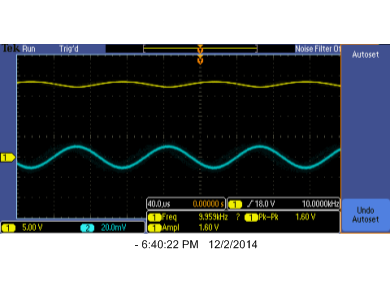 Tek Run Trig'd Noise Filter Of
Autoset
1
40.0µs 0.00000 s 1 ∫ 18.0 V 10.0000kHz
1 Freq 9.959kHz ? 1 Pk-Pk 1.60 V
1 Ampl 1.60 V
1 5.00 V 2 20.0mV
Undo
Autoset
- 6:40:22 PM 12/2/2014